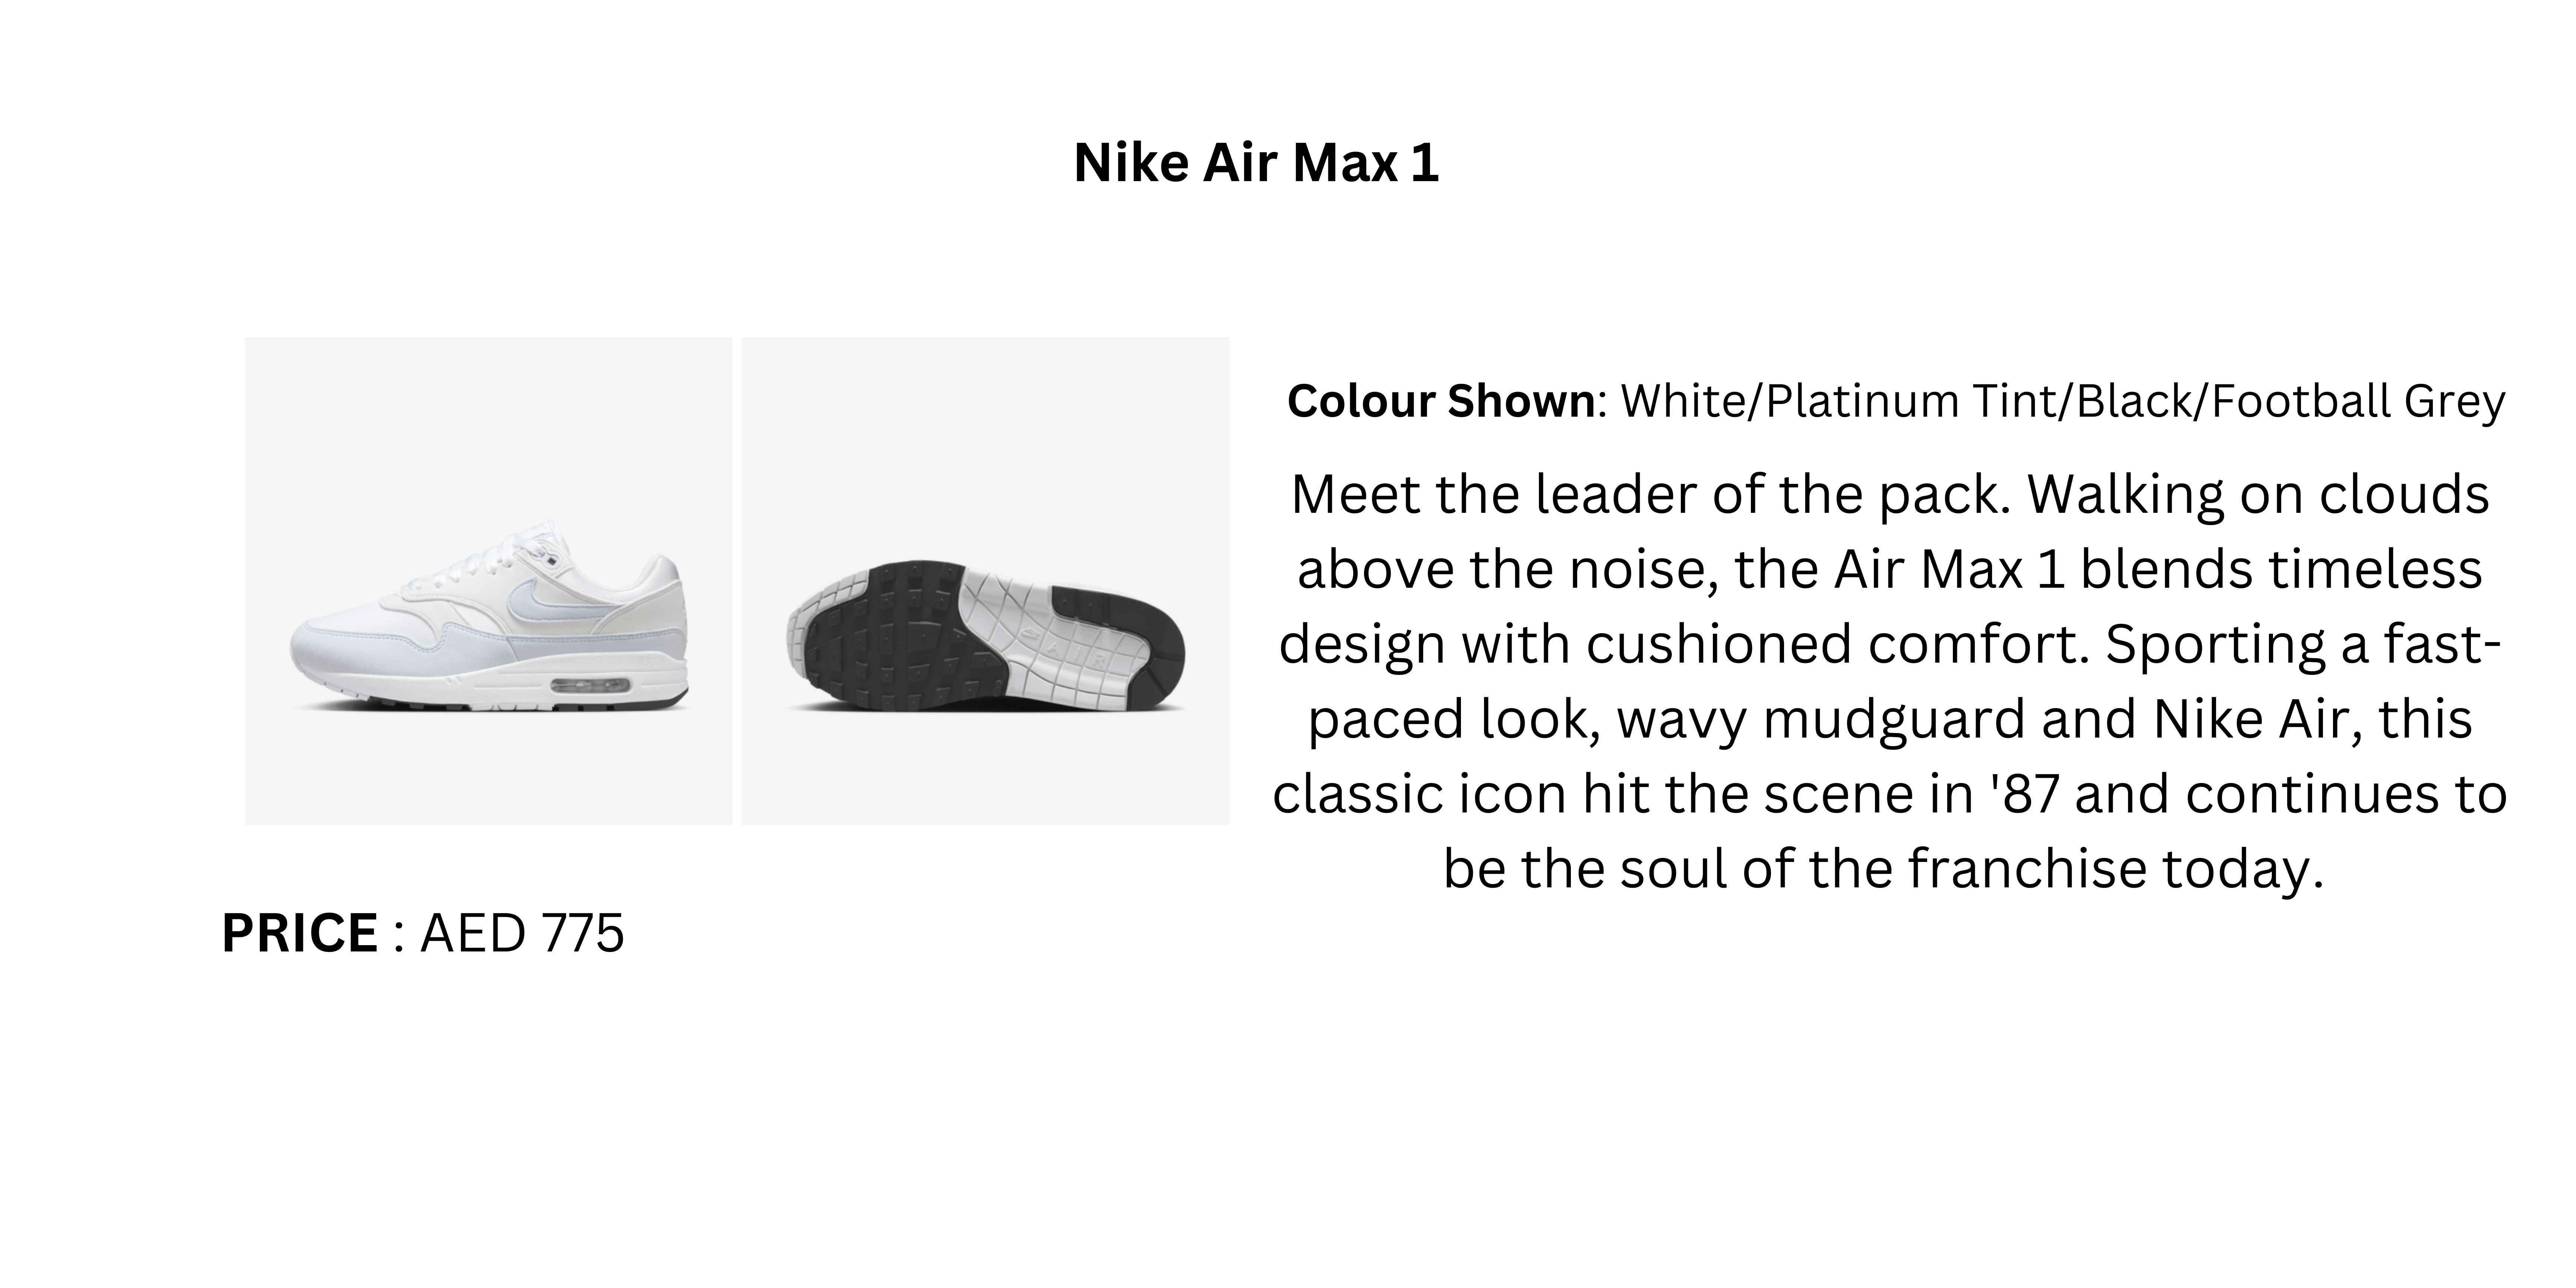 Nike Air Max 1
Colour Shown: White/Platinum Tint/Black/Football Grey
Meet the leader of the pack. Walking on clouds
above the noise, the Air Max 1 blends timeless
design with cushioned comfort. Sporting a fast-
paced look, wavy mudguard and Nike Air, this
classic icon hit the scene in '87 and continues to
be the soul of the franchise today.
PRICE : AED 775